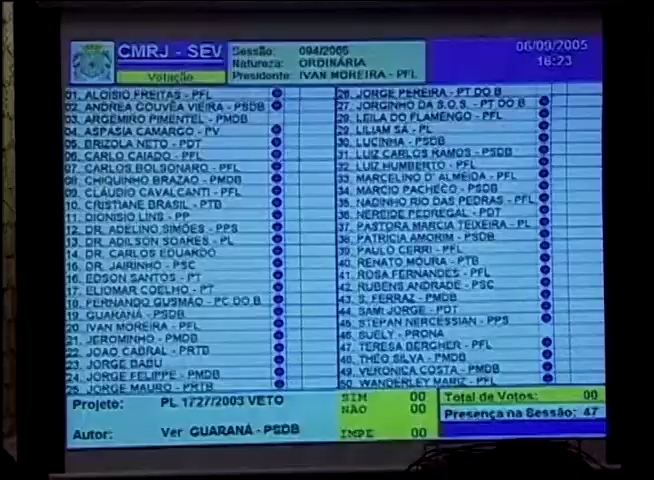 CMRJ - SEV
Votação
Sessão: 094/2005
Natureza: ORDINÁRIA
Presidente: IVAN MOREIRA - PFL
06/09/2005
16:23
01. ALOISIO FREITAS - PFL
02. ANDREA GOUVÊA VIEIRA - PSDB
03. ARGEMIRO PIMENTEL - PMDB
04. ASPASIA CAMARGO - PV
05. BRIZOLA NETO - PDT
06. CARLO CAIADO - PFL
07. CARLOS BOLSONARO - PFL
08. CHIQUINHO BRAZÃO - PMDB
09. CLÁUDIO CAVALCANTI - PFL
10. CRISTIANE BRASIL - PTB
11. DIONISIO LINS - PP
12. DR. ADELINO SIMÕES - PPS
13. DR. ADILSON SOARES - PL
14. DR. CARLOS EDUARDO
15. DR. JAIRINHO - PSC
16. EDSON SANTOS - PT
17. ELIOMAR COELHO - PT
18. FERNANDO GUSMÃO - PC DO B
19. GUARANÁ - PSDB
20. IVAN MOREIRA - PFL
21. JEROMINHO - PMDB
22. JOÃO CABRAL - PRTB
23. JORGE BABU
24. JORGE FELIPPE - PMDB
25. JORGE MAURO - PRTB
26. JORGE PEREIRA - PT DO B
27. JORGINHO DA S.O.S. - PT DO B
28. LEILA DO FLAMENGO - PFL
29. LILIAM SÁ - PL
30. LUCINHA - PSDB
31. LUIZ CARLOS RAMOS - PSDB
32. LUIZ HUMBERTO - PFL
33. MARCELINO D' ALMEIDA - PFL
34. MARCIO PACHECO - PSDB
35. NADINHO RIO DAS PEDRAS - PFL
36. NEREIDE PEDREGAL - PDT
37. PASTORA MARCIA TEIXEIRA - PL
38. PATRICIA AMORIM - PSDB
39. PAULO CERRI - PFL
40. RENATO MOURA - PTB
41. ROSA FERNANDES - PFL
42. RUBENS ANDRADE - PSC
43. S. FERRAZ - PMDB
44. SAMI JORGE - PDT
45. STEPAN NERCESSIAN - PPS
46. SUELY - PRONA
47. TERESA BERGHER - PFL
48. THEO SILVA - PMDB
49. VERÔNICA COSTA - PMDB
50. WANDERLEY MARIZ - PFL
Projeto: PL 1727/2003 VETO
Autor: Ver GUARANÁ - PSDB
SIM 00
NÃO 00
IMPE 00
Total de Votos: 00
Presença na Sessão: 47